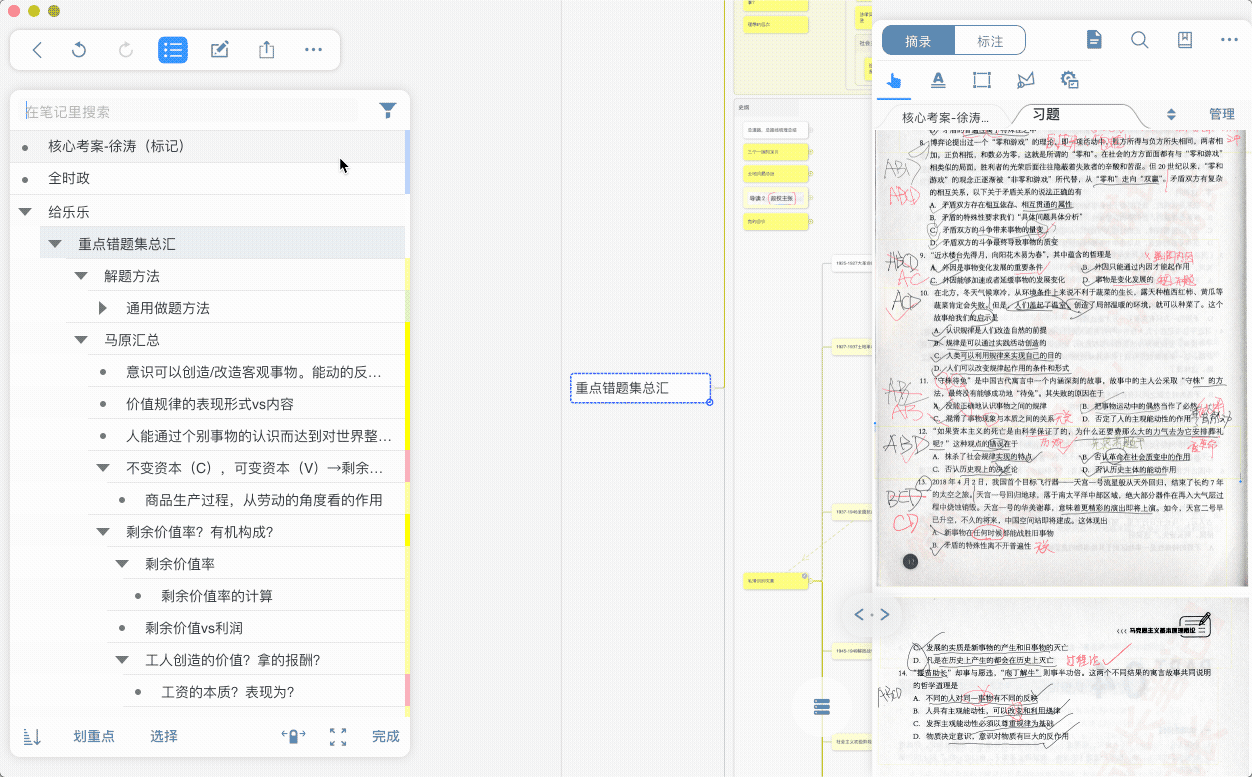 在笔记里搜索
核心考案-徐涛（标记）
全时政
重点错题集总汇
解题方法
通用做题方法
马原汇总
意识可以创造/改造客观事物。能动的反…
价值规律的表现形式vs内容
人能通过个别事物的认识而达到对世界整…
不变资本（C），可变资本（V）→剩余…
商品生产过程，从劳动的角度看的作用
剩余价值率？有机构成？
剩余价值率
剩余价值率的计算
剩余价值vs利润
工人创造的价值？拿的报酬？
工资的本质？表现为？
划重点
选择
完成
史纲
重点错题集总汇
摘录
标注
核心考案-徐涛…
习题
管理
8. 博弈论提出过一个“零和游戏”的理论，即一项活动中，胜方所得与负方所失相同，两者相
加，正负相抵，和数必为零，这就是所谓的“零和”。在社会的方方面面都有与“零和游戏”
相类似的局面，胜利者的光荣后面往往隐蔽着失败者的辛酸和苦涩。但 20 世纪以来，“零和
游戏”的观念正逐渐被“非零和游戏”所代替，从“零和”走向“双赢”。矛盾双方有复杂
的相互关系，以下关于矛盾关系的说法正确的有
A. 矛盾双方存在相互依存、相互贯通的属性
B. 矛盾的特殊性要求我们“具体问题具体分析”
C. 矛盾双方的斗争带来事物的量变
D. 矛盾双方的斗争最终导致事物的质变
9. “近水楼台先得月，向阳花木易为春”，其中蕴含的哲理是
A. 外因是事物变化发展的重要条件
B. 外因只能通过内因才能起作用
C. 外因能够加速或者延缓事物的发展变化
D. 事物是变化发展的
10. 在北方，冬天气候寒冷，从环境条件上来说不利于蔬菜的生长，露天种植西红柿、黄瓜等
蔬菜肯定会失败。但是，人们盖起了温室，创造了局部温暖的环境，就可以种菜了。这个
故事给我们的启示是
A. 认识规律是人们改造自然的前提
B. 规律是可以通过实践活动创造的
C. 人类可以利用规律来实现自己的目的
D. 人们可以改变规律起作用的条件和形式
11. “守株待兔”是中国古代寓言中一个内涵深刻的故事，故事中的主人公采取“守株”的方
法，最终没有能够成功地“待兔”。其失败的原因在于
A. 没能正确地认识事物之间的规律
B. 把事物运动中的偶然当作了必然
C. 混淆了事物现象与本质之间的关系
D. 否定了人的主观能动性的作用
12. “如果资本主义的死亡是由科学保证了的，为什么还要费那么大的力气去为它安排葬礼
呢？”这种观点的错误在于
A. 抹杀了社会规律实现的特点
B. 否认革命在社会质变中的作用
C. 否认历史观上的决定论
D. 否认历史主体的能动作用
13. 2018 年 4 月 2 日，我国首个目标飞行器——天宫一号流星般从天外回归，结束了长约 7 年
的太空之旅。天宫一号回归地球，落于南太平洋中部区域，绝大部分器件在再入大气层过
程中烧蚀销毁。天宫一号的华美谢幕，意味着更精彩的演出即将上演。如今，天宫二号早
已升空，不久的将来，中国空间站即将建成。这体现出
A. 新事物在任何时候都能战胜旧事物
B. 矛盾的特殊性离不开普遍性
马克思主义基本原理概论
C. 发展的实质是新事物的产生和旧事物的灭亡
D. 凡是在历史上产生的都会在历史上灭亡
14. “揠苗助长”却事与愿违，“庖丁解牛”则事半功倍。这两个不同结果的寓言故事共同说明
的哲学道理是
A. 不同的人对同一事物有不同的反映
B. 人具有主观能动性，可以改变和利用规律
C. 发挥主观能动性必须以尊重规律为基础
D. 物质决定意识，意识对物质有巨大的反作用